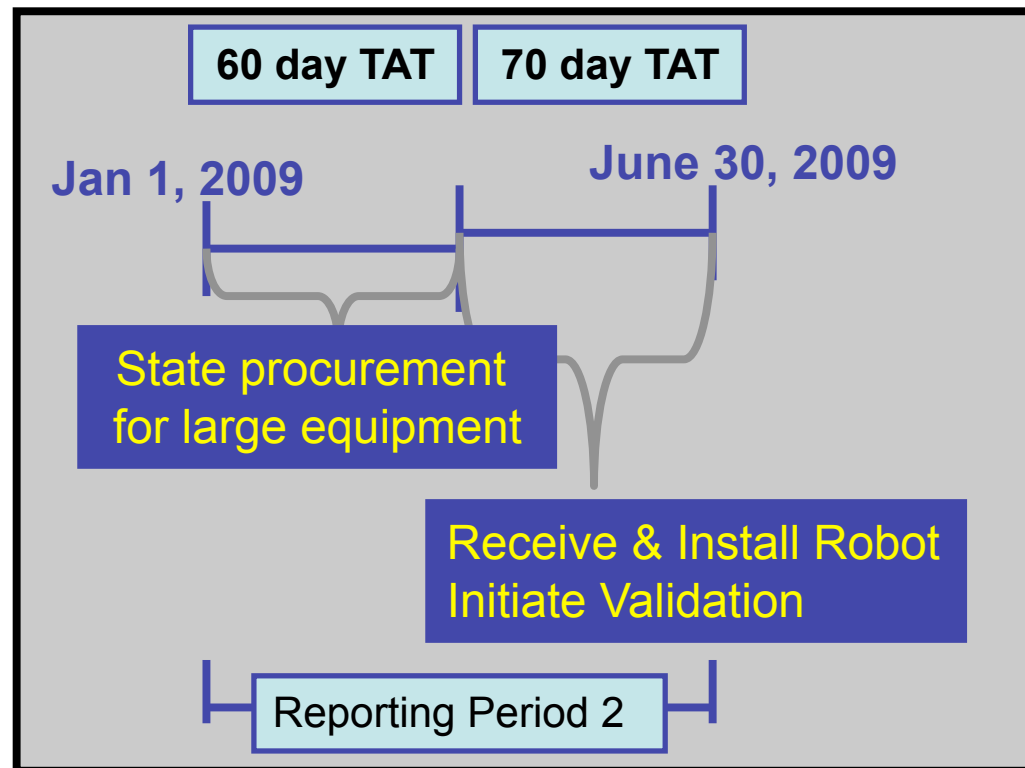 60 day TAT
70 day TAT
Jan 1, 2009
June 30, 2009
State procurement
for large equipment
Receive & Install Robot
Initiate Validation
Reporting Period 2